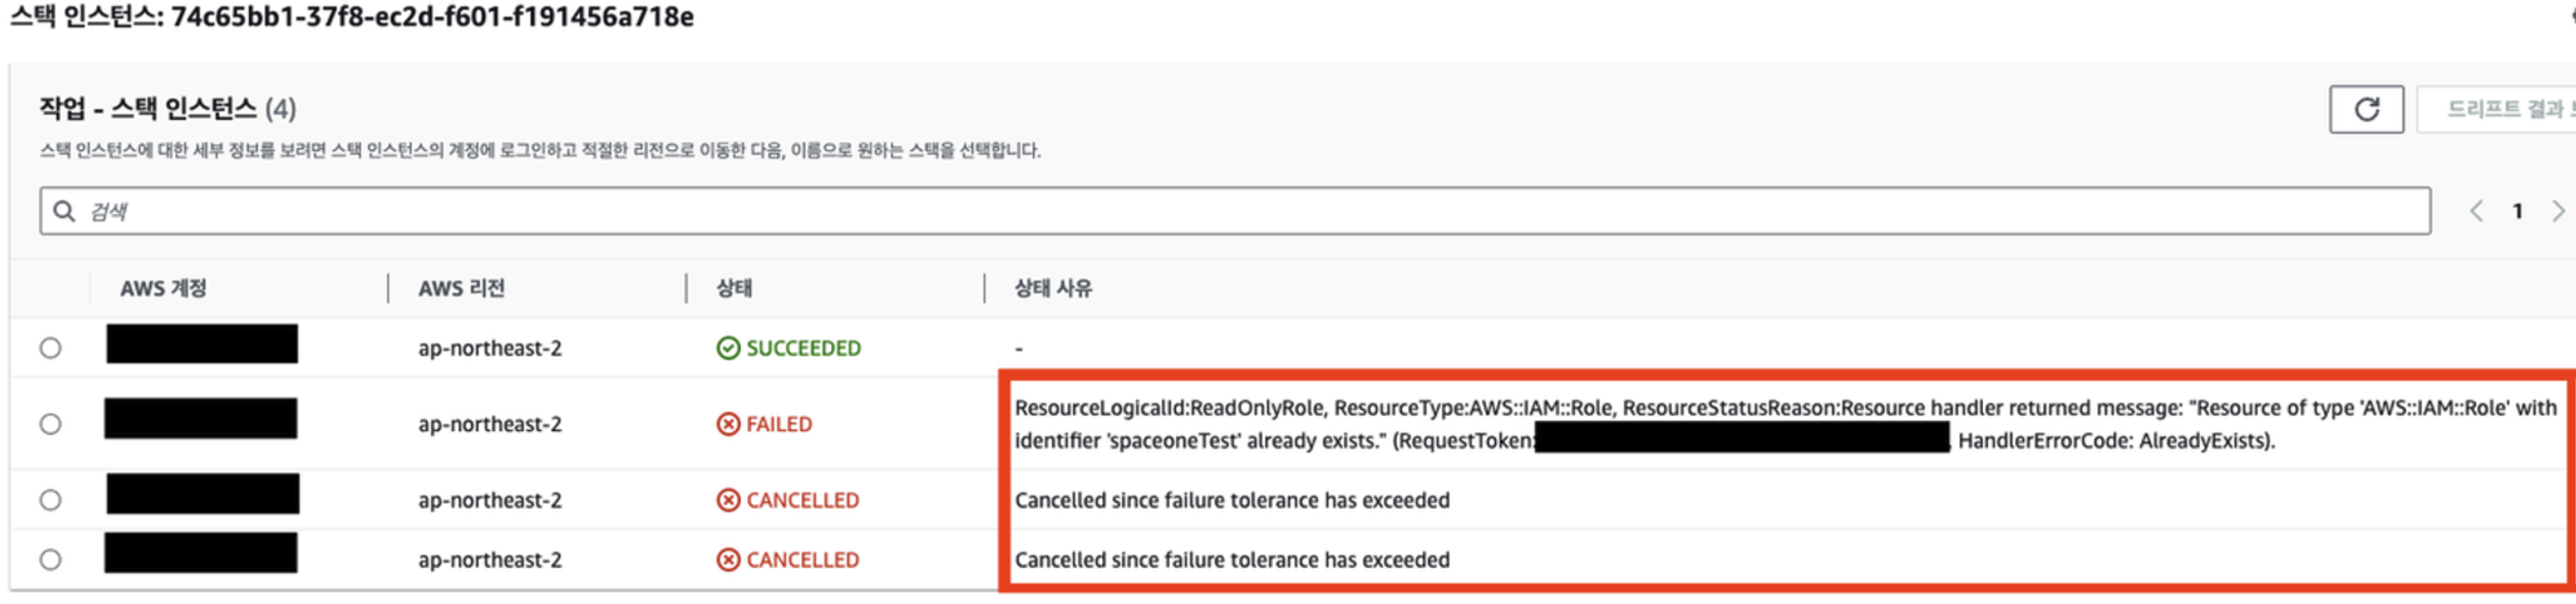 스택 인스턴스: 74c65bb1-37f8-ec2d-f601-f191456a718e
작업 - 스택 인스턴스 (4)
드리프트 결과
스택 인스턴스에 대한 세부 정보를 보려면 스택 인스턴스의 계정에 로그인하고 적절한 리전으로 이동한 다음, 이름으로 원하는 스택을 선택합니다.
검색
1
AWS 계정 AWS 리전 상태 상태 사유
ap-northeast-2 SUCCEEDED -
ResourceLogicalId:ReadOnlyRole, ResourceType:AWS::IAM::Role, ResourceStatusReason:Resource handler returned message: "Resource of type 'AWS::IAM::Role' with
ap-northeast-2 FAILED
identifier 'spaceoneTest' already exists." (RequestToken: HandlerErrorCode: AlreadyExists).
ap-northeast-2 CANCELLED Cancelled since failure tolerance has exceeded
ap-northeast-2 CANCELLED Cancelled since failure tolerance has exceeded